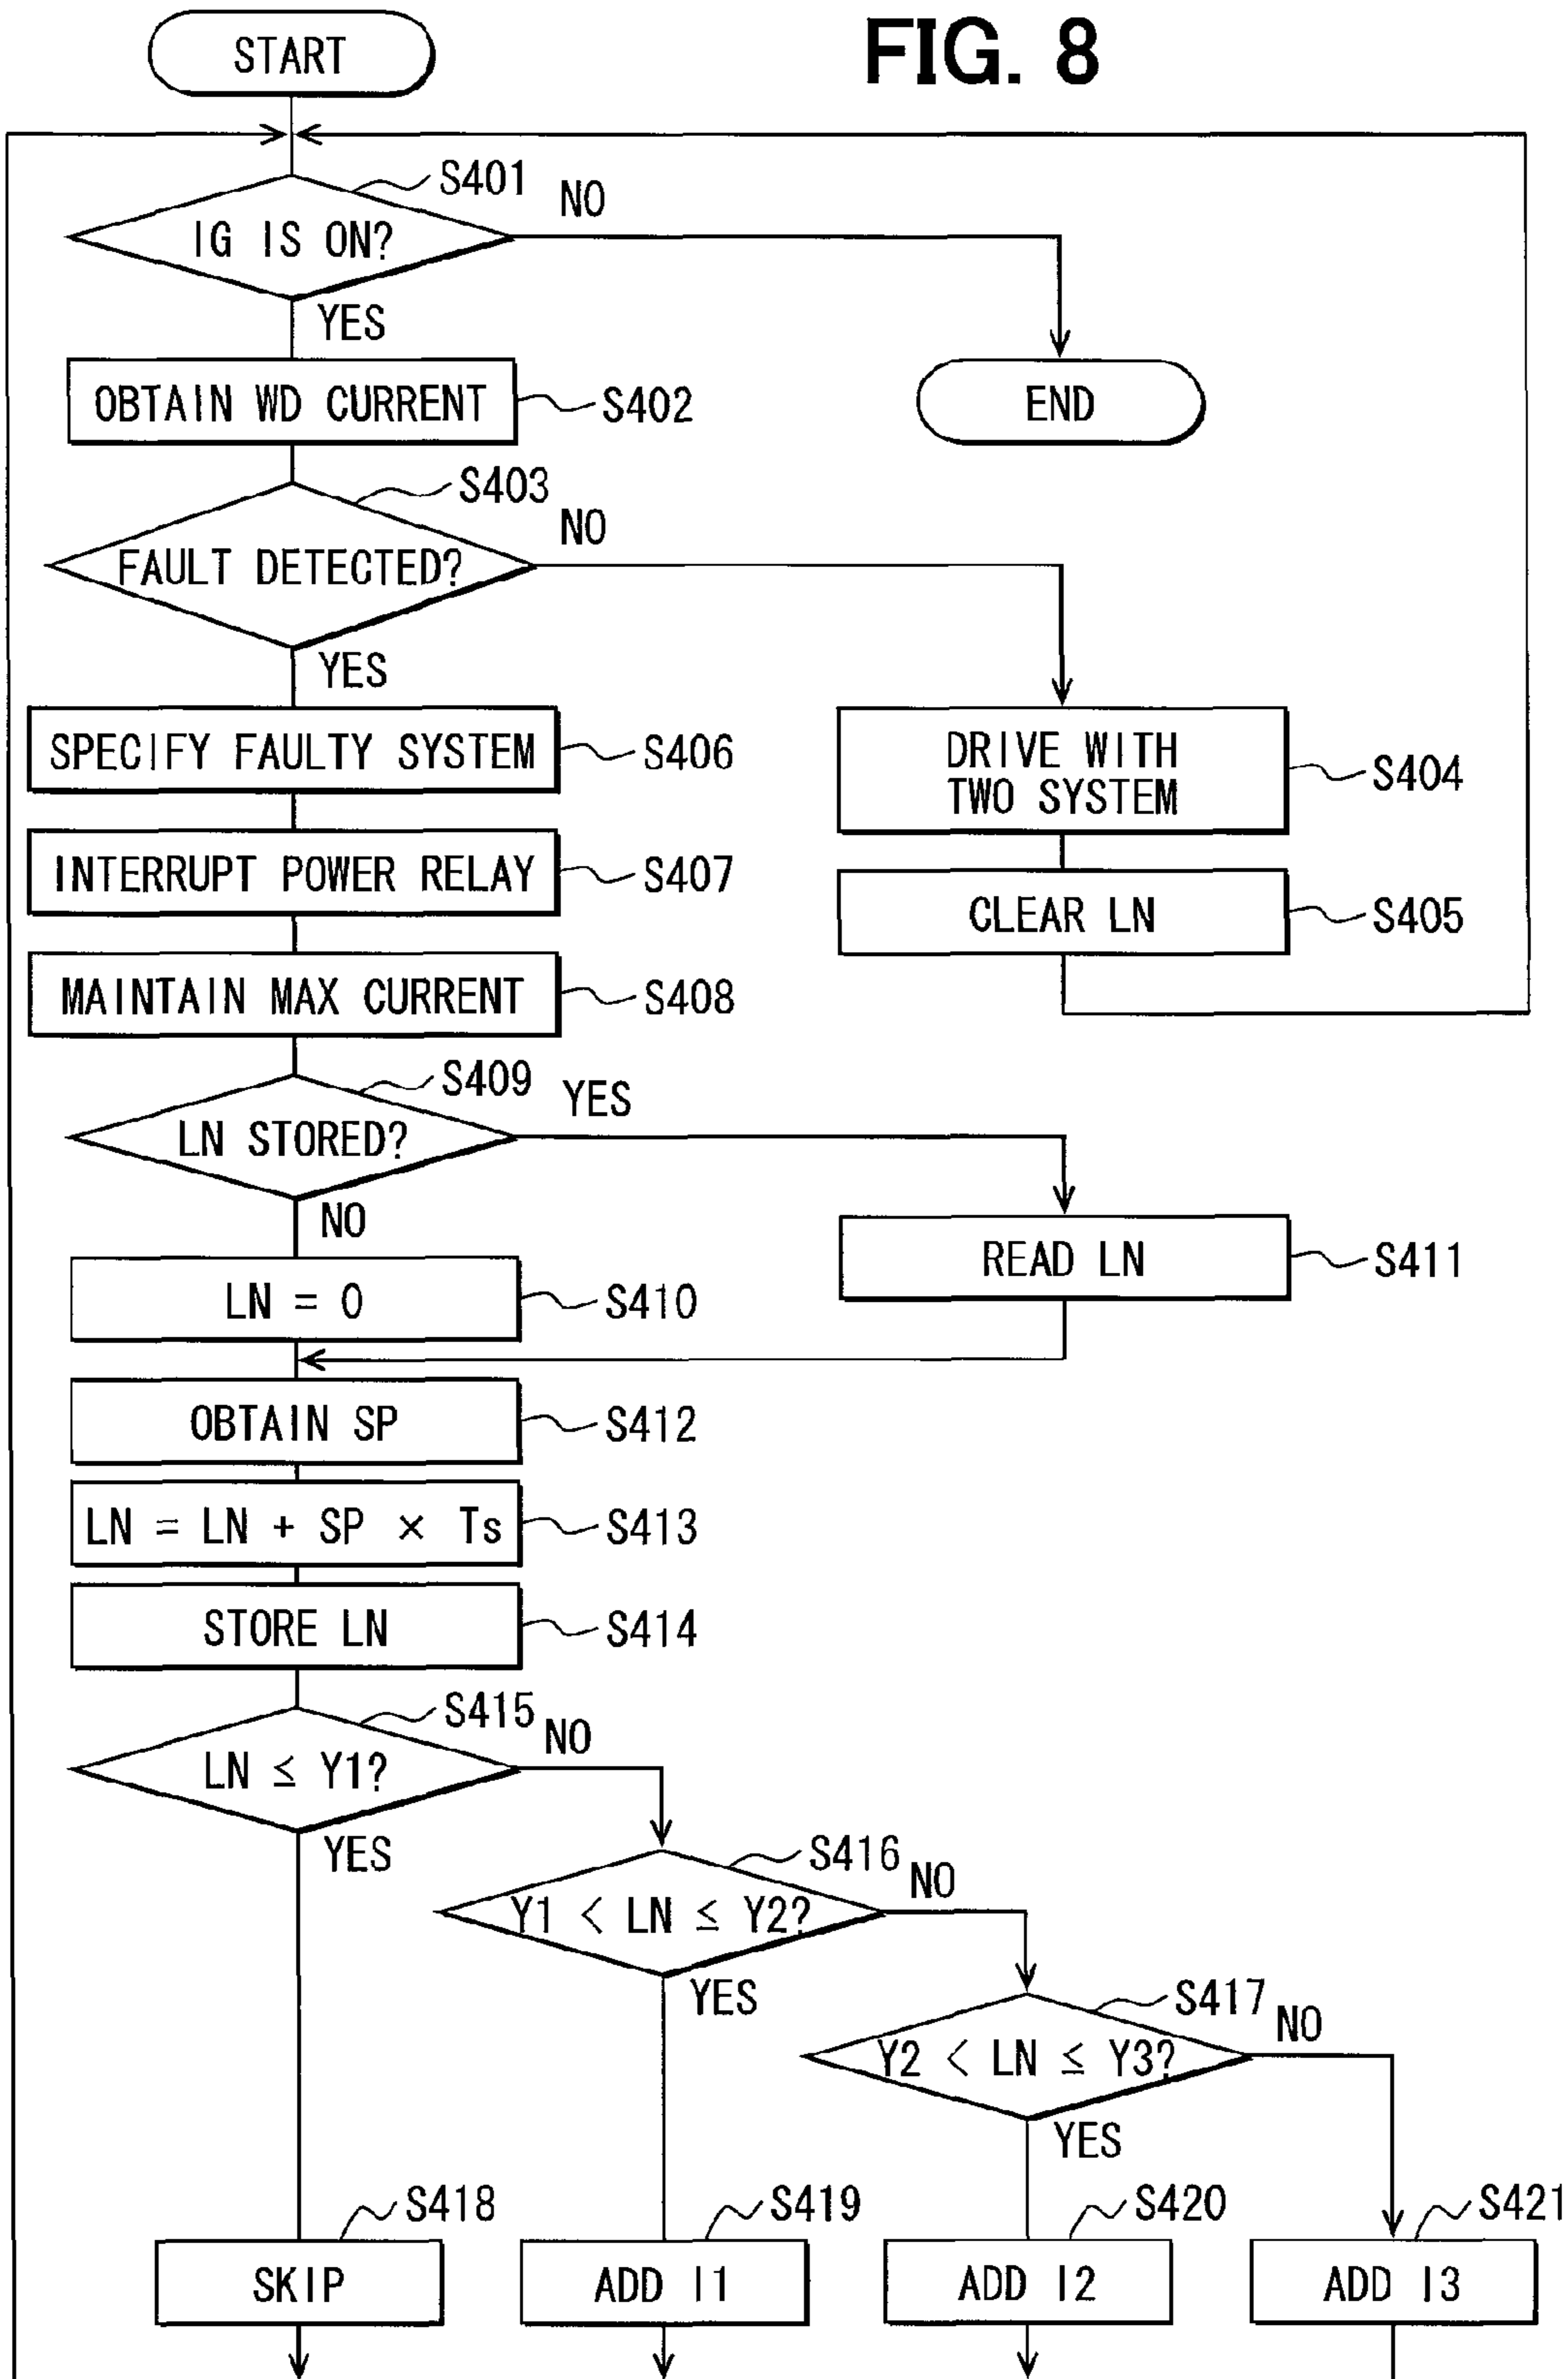 FIG. 8
START
S401
IG IS ON?
NO
YES
OBTAIN WD CURRENT
S402
END
S403
FAULT DETECTED?
NO
YES
SPECIFY FAULTY SYSTEM
S406
DRIVE WITH
TWO SYSTEM
S404
INTERRUPT POWER RELAY
S407
CLEAR LN
S405
MAINTAIN MAX CURRENT
S408
S409
LN STORED?
YES
NO
READ LN
S411
LN = 0
S410
OBTAIN SP
S412
LN = LN + SP × Ts
S413
STORE LN
S414
S415
LN ≤ Y1?
NO
YES
S416
Y1 < LN ≤ Y2?
NO
YES
S417
Y2 < LN ≤ Y3?
NO
YES
S418
SKIP
S419
ADD I1
S420
ADD I2
S421
ADD I3